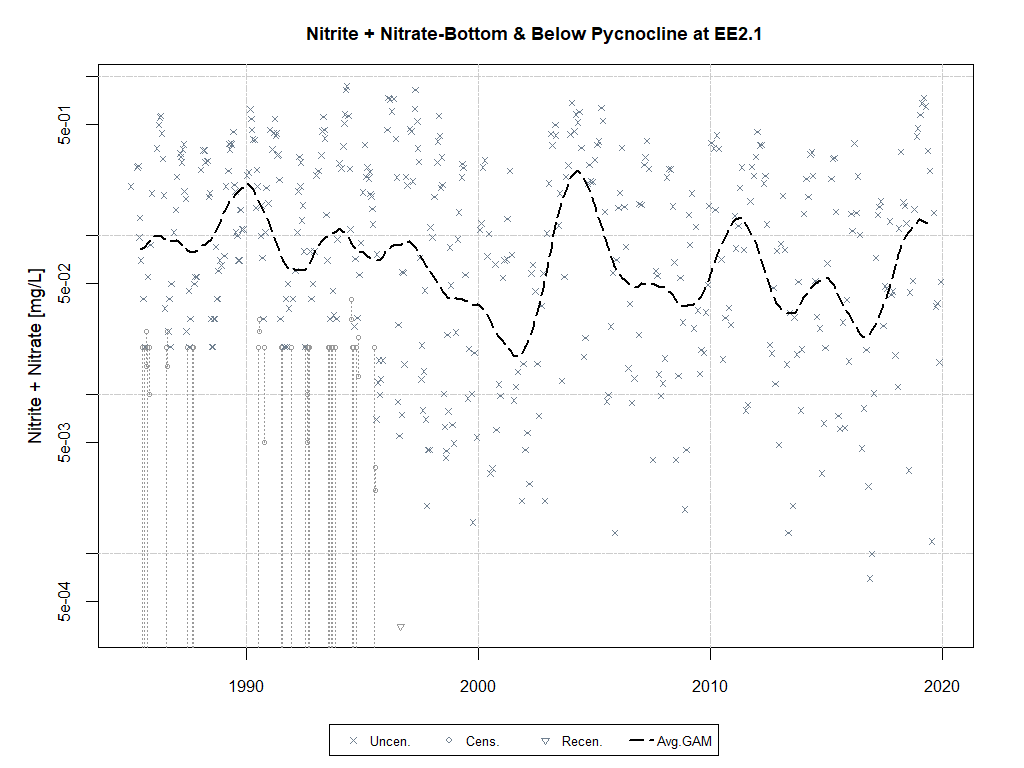 Nitrite + Nitrate-Bottom & Below Pycnocline at EE2.1
Nitrite + Nitrate [mg/L]
5e-01
5e-02
5e-03
5e-04
1990 2000 2010 2020
Uncen. Cens. Recen. Avg.GAM